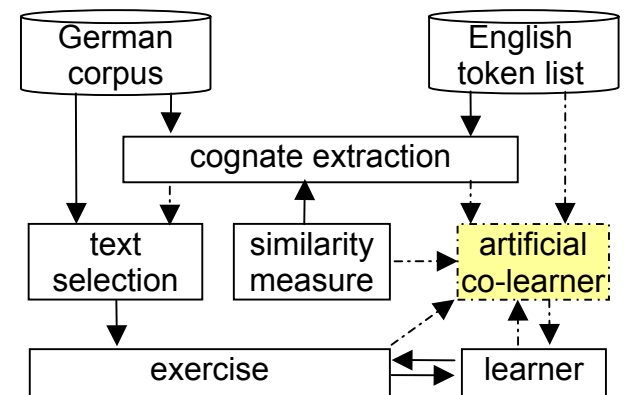 German
corpus
English
token list
cognate extraction
text
selection
similarity
measure
artificial
co-learner
exercise
learner